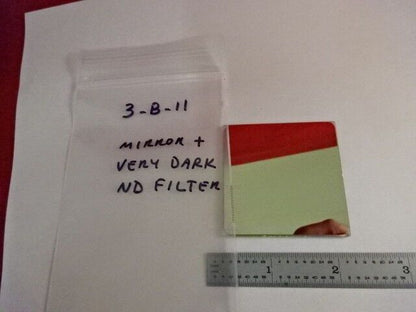 3-B-11
MIRROR +
VERY DARK
ND FILTER
1 2 3